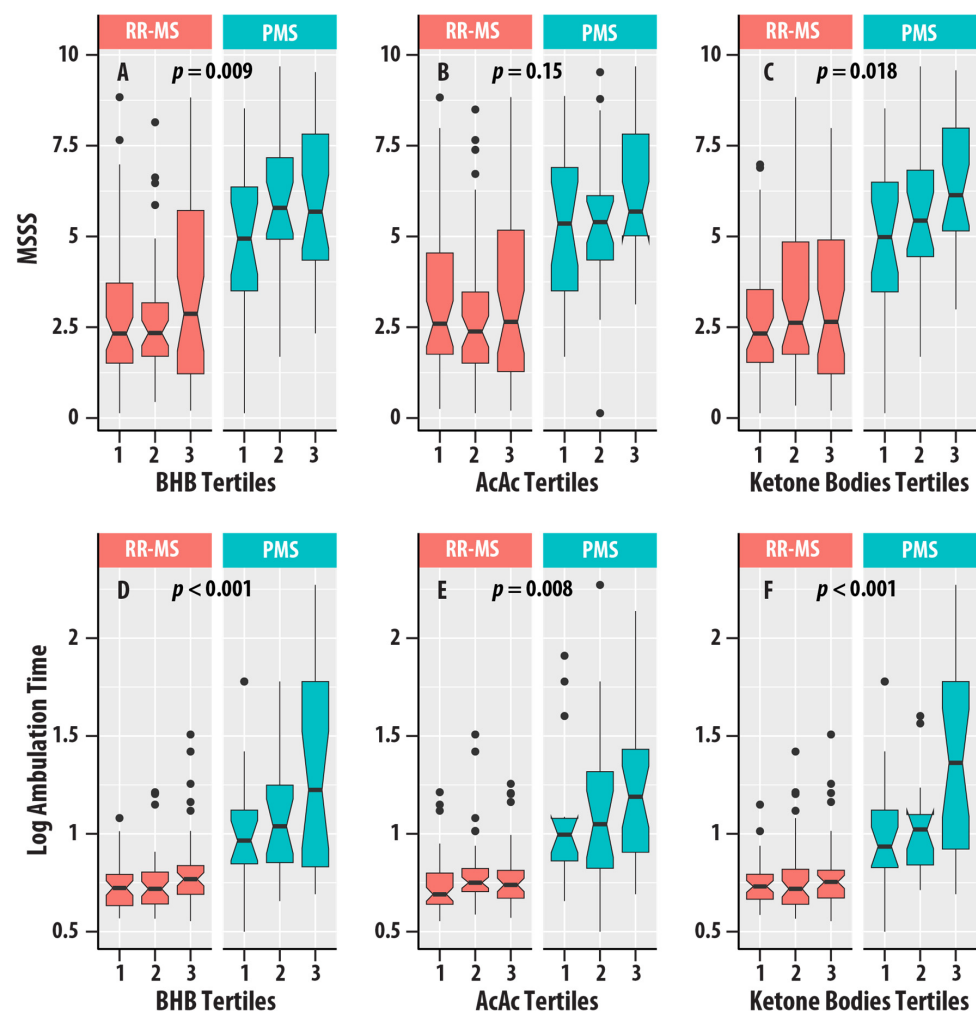 RR-MS PMS RR-MS PMS RR-MS PMS
A p = 0.009 B p = 0.15 C p = 0.018
10 10 10
7.5 7.5 7.5
5 5 5
2.5 2.5 2.5
0 0 0
MSSS
1 2 3 1 2 3 1 2 3 1 2 3 1 2 3 1 2 3
BHB Tertiles AcAc Tertiles Ketone Bodies Tertiles
RR-MS PMS RR-MS PMS RR-MS PMS
D p < 0.001 E p = 0.008 F p < 0.001
2 2 2
1.5 1.5 1.5
1 1 1
0.5 0.5 0.5
Log Ambulation Time
1 2 3 1 2 3 1 2 3 1 2 3 1 2 3 1 2 3
BHB Tertiles AcAc Tertiles Ketone Bodies Tertiles